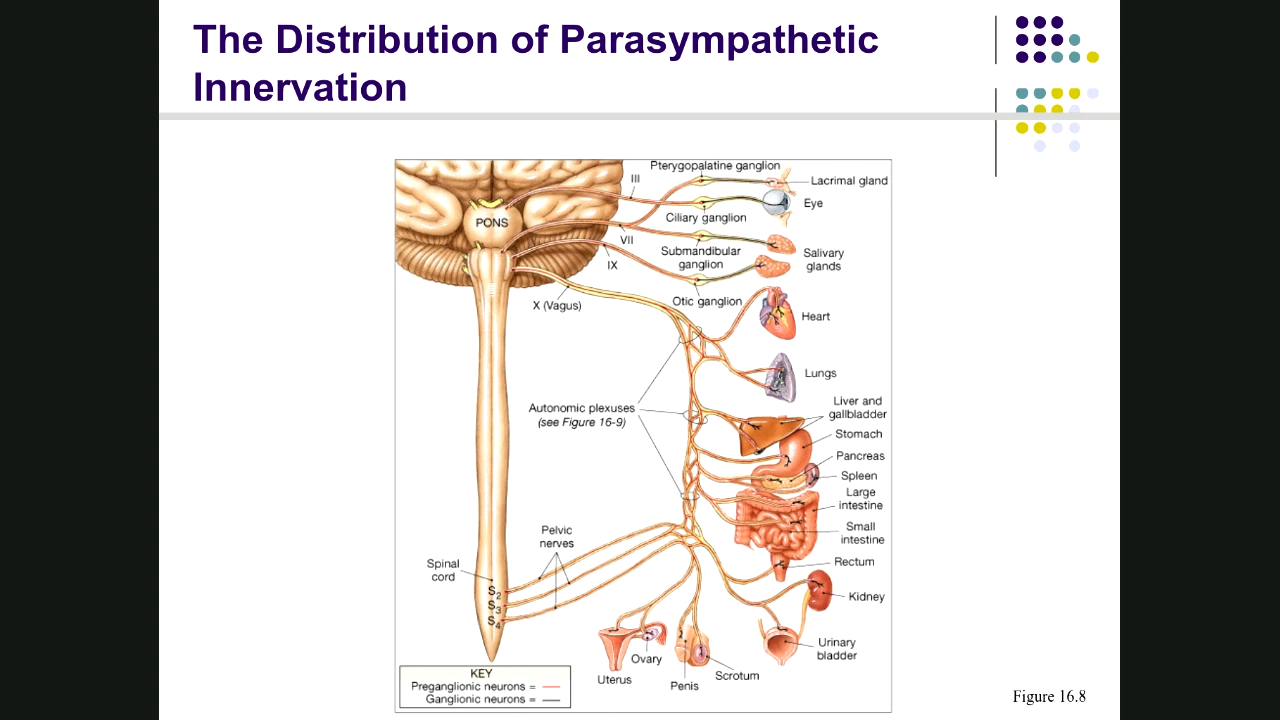 The Distribution of Parasympathetic
Innervation
Pterygopalatine ganglion
III
Lacrimal gland
Eye
PONS
Ciliary ganglion
VII
Submandibular
ganglion
Salivary
glands
IX
Otic ganglion
X (Vagus)
Heart
Lungs
Autonomic plexuses
(see Figure 16-9)
Liver and
gallbladder
Stomach
Pancreas
Spleen
Large
intestine
Small
intestine
Pelvic
nerves
Rectum
Spinal
cord
S2
S3
S4
Kidney
Urinary
bladder
Ovary
Uterus
Scrotum
Penis
KEY
Preganglionic neurons =
Ganglionic neurons =
Figure 16.8